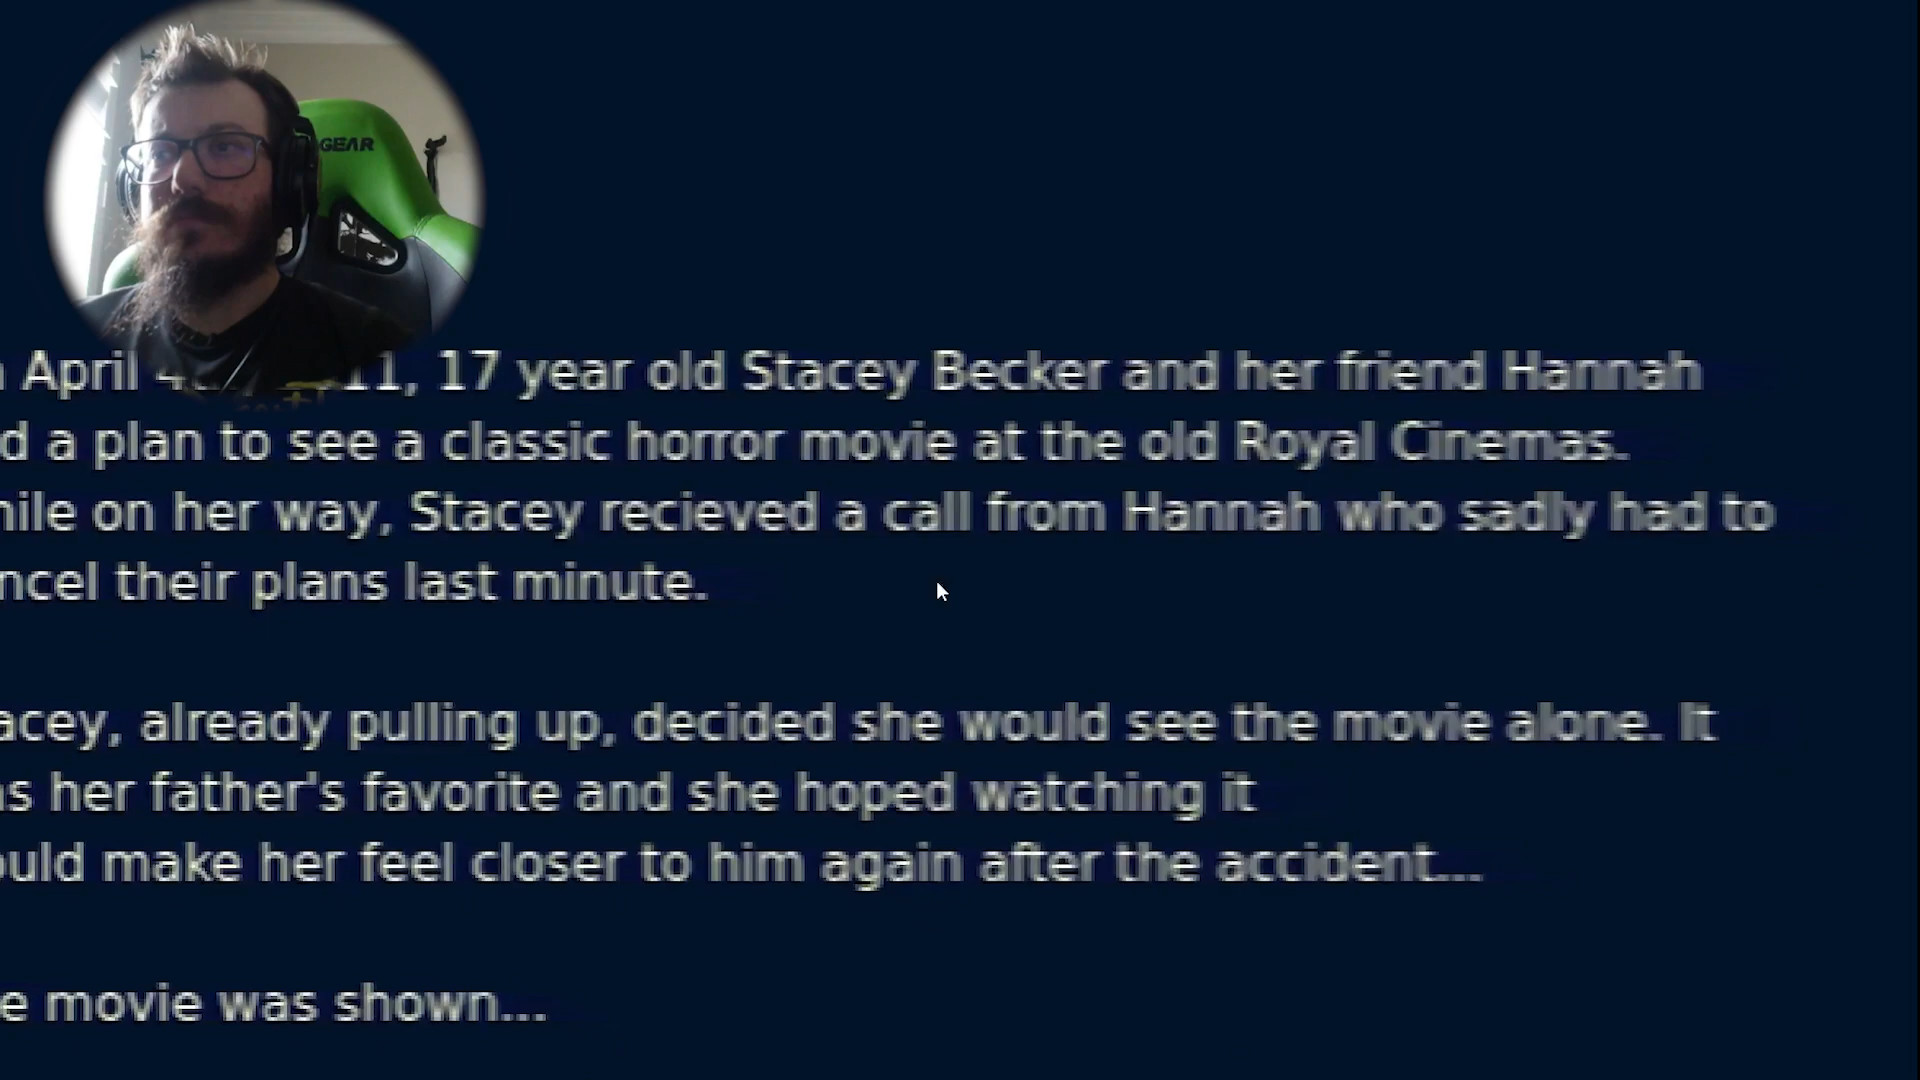 GEAR
April 4 11, 17 year old Stacey Becker and her friend Hannah
d a plan to see a classic horror movie at the old Royal Cinemas.
hile on her way, Stacey recieved a call from Hannah who sadly had to
ncel their plans last minute.
acey, already pulling up, decided she would see the movie alone. It
as her father's favorite and she hoped watching it
ould make her feel closer to him again after the accident...
e movie was shown...